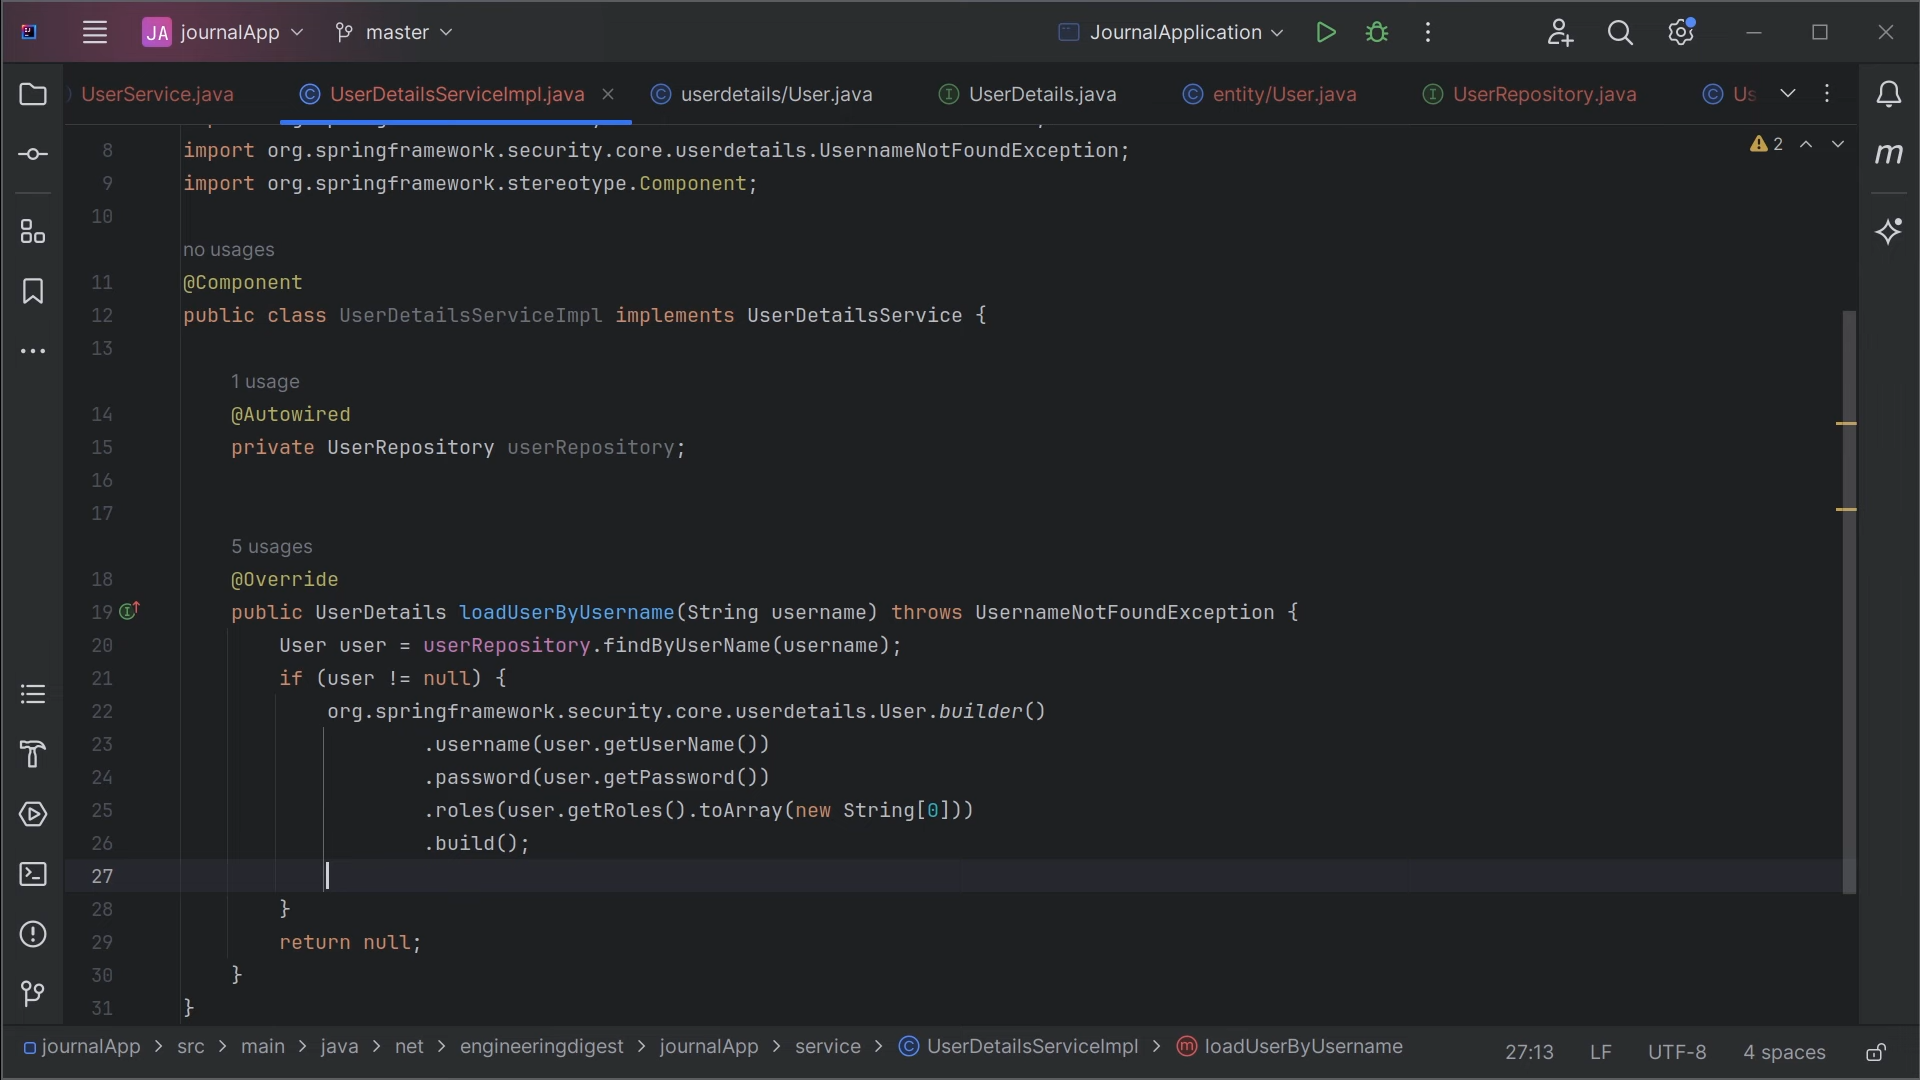 JA journalApp master JournalApplication
UserService.java UserDetailsServiceImpl.java userdetails/User.java UserDetails.java entity/User.java UserRepository.java Us
8 import org.springframework.security.core.userdetails.UsernameNotFoundException; 2
9 import org.springframework.stereotype.Component;
10
no usages
11 @Component
12 public class UserDetailsServiceImpl implements UserDetailsService {
13
1 usage
14 @Autowired
15 private UserRepository userRepository;
16
17
5 usages
18 @Override
19 public UserDetails loadUserByUsername(String username) throws UsernameNotFoundException {
20 User user = userRepository.findByUserName(username);
21 if (user != null) {
22 org.springframework.security.core.userdetails.User.builder()
23 .username(user.getUserName())
24 .password(user.getPassword())
25 .roles(user.getRoles().toArray(new String[0]))
26 .build();
27
28 }
29 return null;
30 }
31 }
journalApp > src > main > java > net > engineeringdigest > journalApp > service > UserDetailsServiceImpl > loadUserByUsername 27:13 LF UTF-8 4 spaces